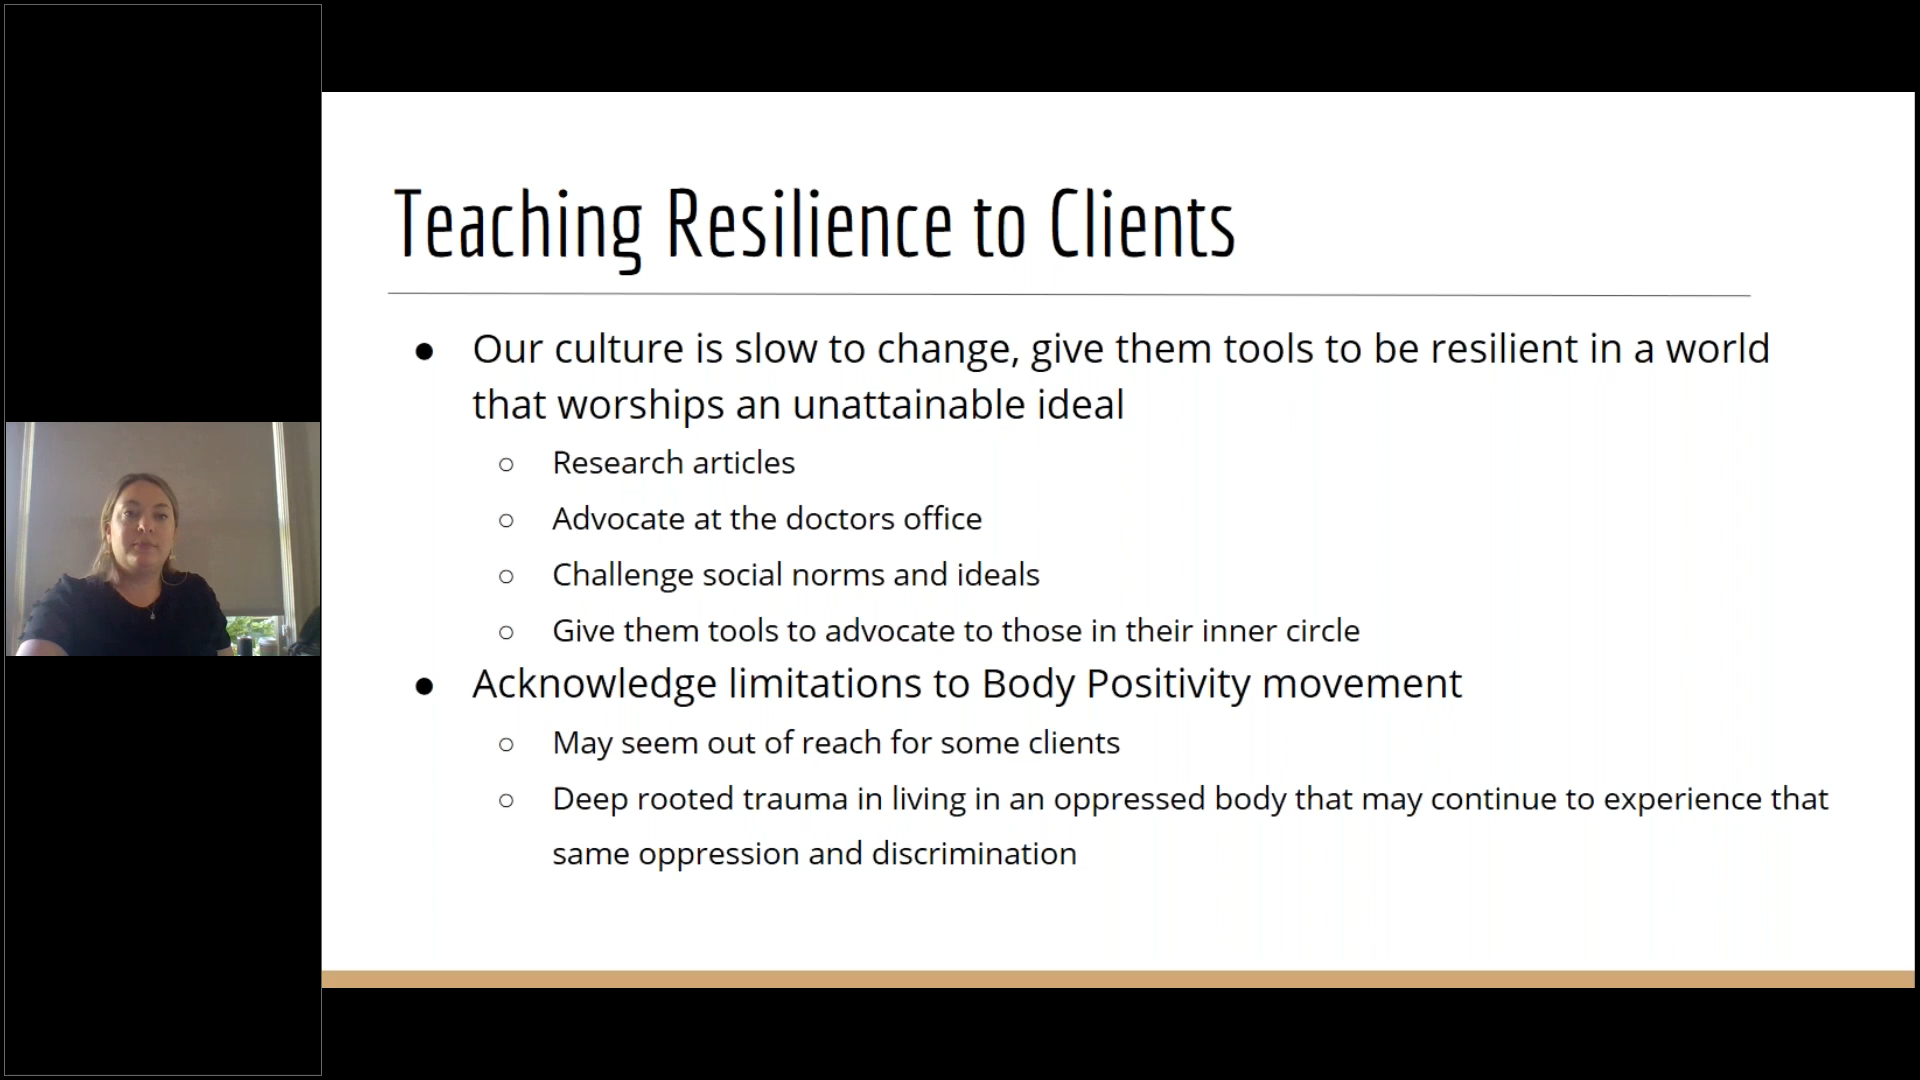 Teaching Resilience to Clients
● Our culture is slow to change, give them tools to be resilient in a world
that worships an unattainable ideal
○ Research articles
○ Advocate at the doctors office
○ Challenge social norms and ideals
○ Give them tools to advocate to those in their inner circle
● Acknowledge limitations to Body Positivity movement
○ May seem out of reach for some clients
○ Deep rooted trauma in living in an oppressed body that may continue to experience that
same oppression and discrimination